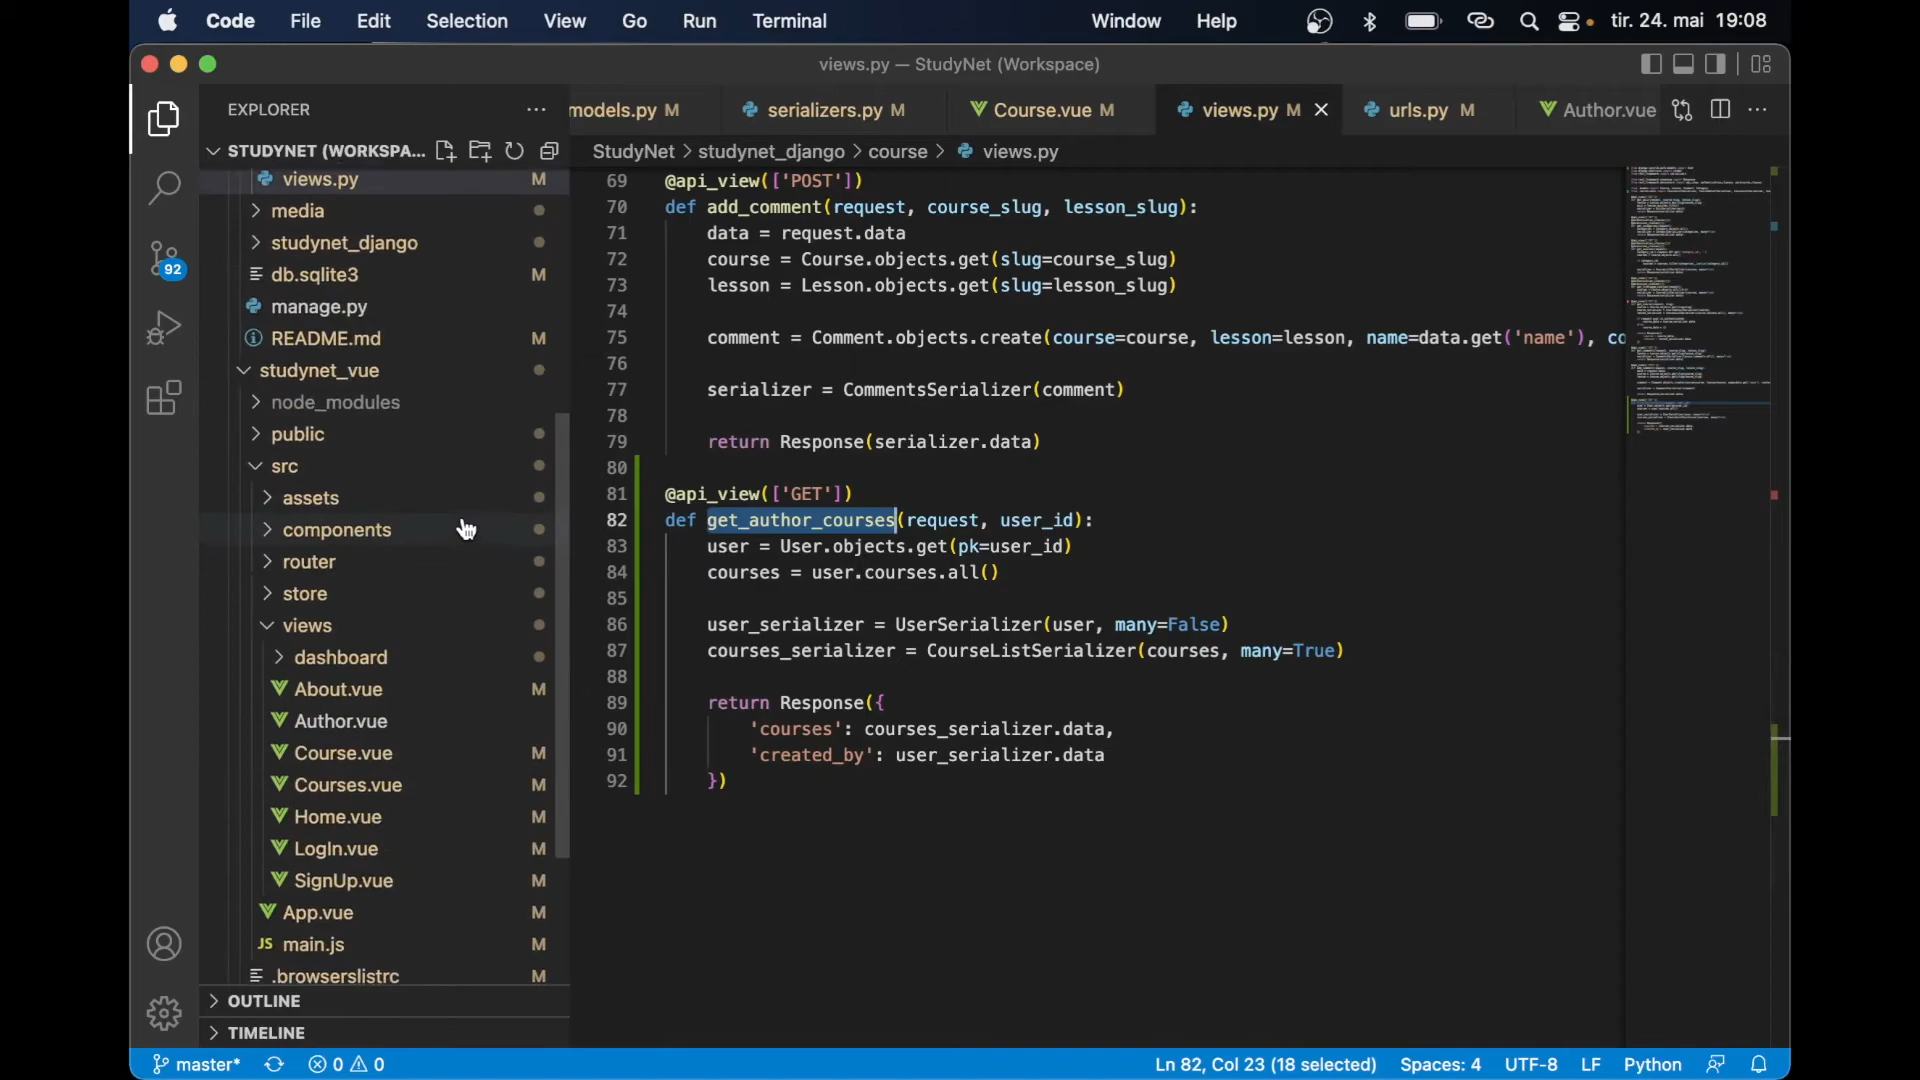 Code File Edit Selection View Go Run Terminal Window Help tir. 24. mai 19:08
views.py — StudyNet (Workspace)
EXPLORER
models.py M serializers.py M Course.vue M views.py M urls.py M Author.vue
STUDYNET (WORKSPA...
StudyNet > studynet_django > course > views.py
views.py M
media
studynet_django
db.sqlite3 M
manage.py
README.md M
studynet_vue
node_modules
public
src
assets
components
router
store
views
dashboard
About.vue M
Author.vue
Course.vue M
Courses.vue M
Home.vue M
LogIn.vue M
SignUp.vue M
App.vue M
JS main.js M
.browserslistrc M
OUTLINE
TIMELINE
92
69 @api_view(['POST'])
70 def add_comment(request, course_slug, lesson_slug):
71 data = request.data
72 course = Course.objects.get(slug=course_slug)
73 lesson = Lesson.objects.get(slug=lesson_slug)
74
75 comment = Comment.objects.create(course=course, lesson=lesson, name=data.get('name'), co
76
77 serializer = CommentsSerializer(comment)
78
79 return Response(serializer.data)
80
81 @api_view(['GET'])
82 def get_author_courses(request, user_id):
83 user = User.objects.get(pk=user_id)
84 courses = user.courses.all()
85
86 user_serializer = UserSerializer(user, many=False)
87 courses_serializer = CourseListSerializer(courses, many=True)
88
89 return Response({
90 'courses': courses_serializer.data,
91 'created_by': user_serializer.data
92 })
master* 0 0 Ln 82, Col 23 (18 selected) Spaces: 4 UTF-8 LF Python